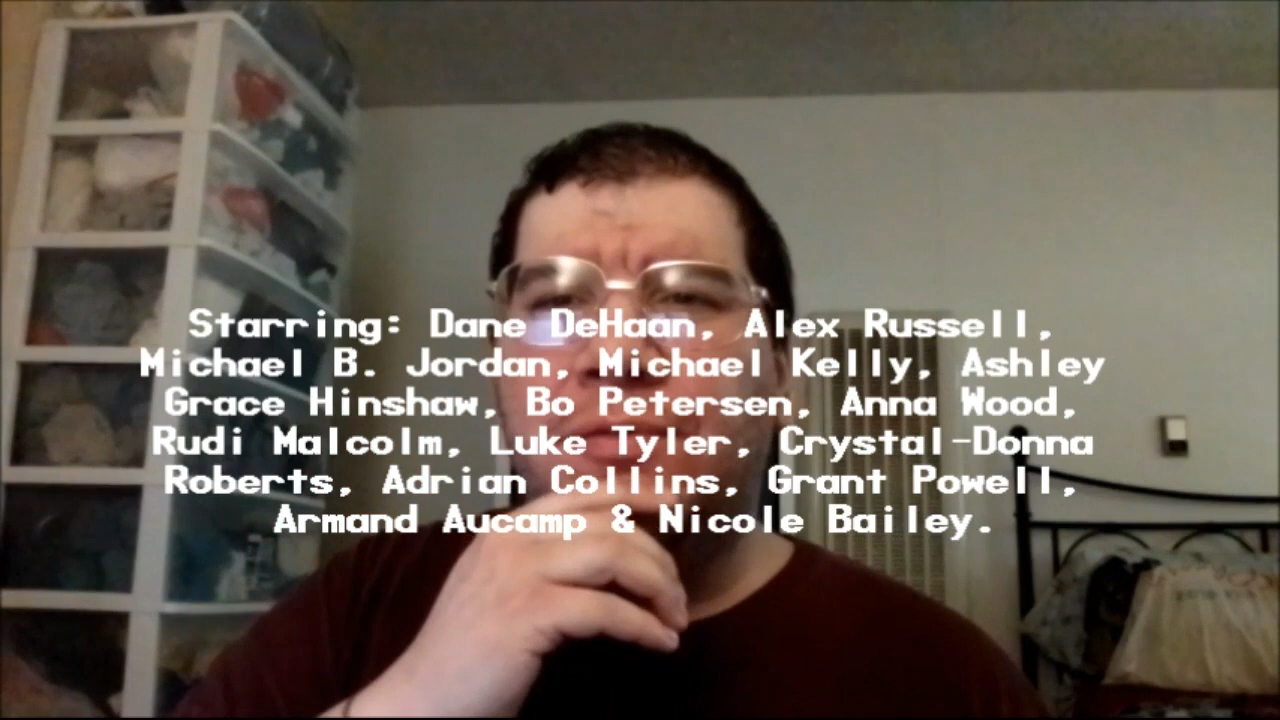 Starring: Dane DeHaan, Alex Russell,
Michael B. Jordan, Michael Kelly, Ashley
Grace Hinshaw, Bo Petersen, Anna Wood,
Rudi Malcolm, Luke Tyler, Crystal-Donna
Roberts, Adrian Collins, Grant Powell,
Armand Aucamp & Nicole Bailey.